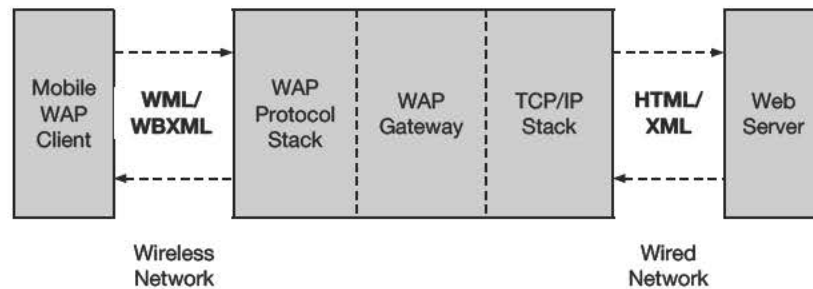 Mobile
WAP
Client
WML/
WBXML
WAP
Protocol
Stack
WAP
Gateway
TCP/IP
Stack
HTML/
XML
Web
Server
Wireless
Network
Wired
Network